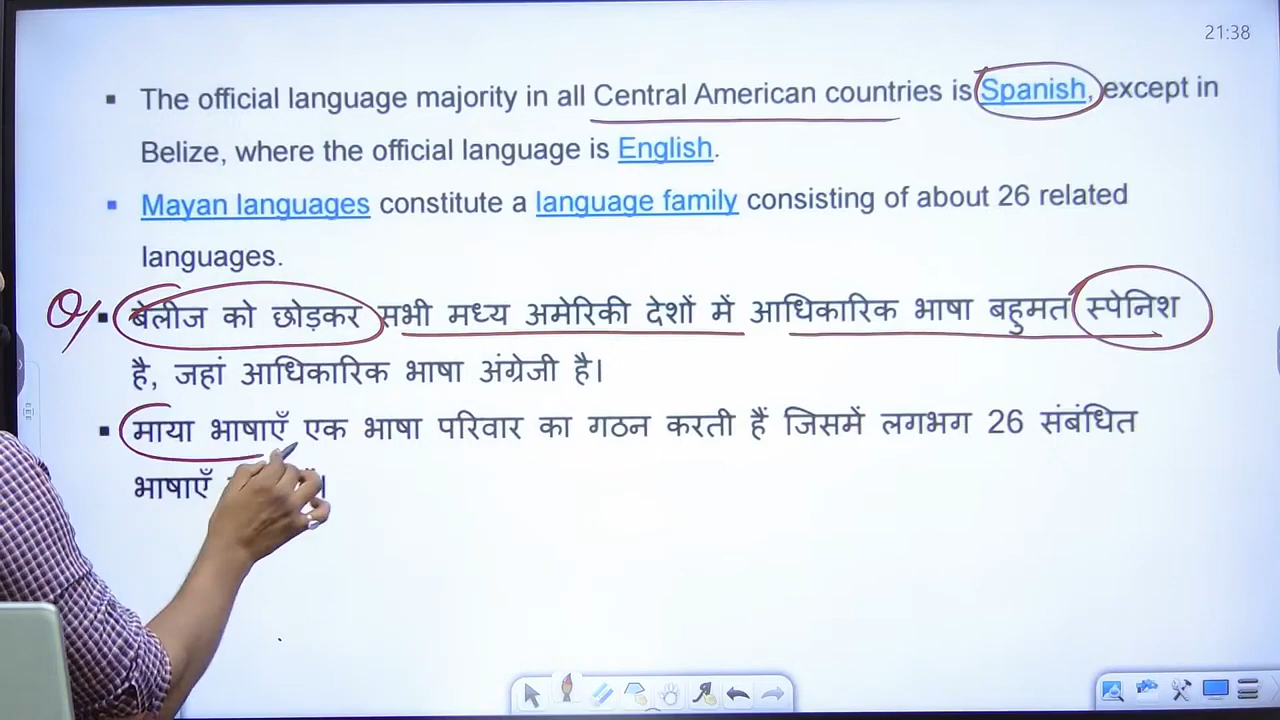 21:38
▪ The official language majority in all Central American countries is Spanish, except in
Belize, where the official language is English.
▪ Mayan languages constitute a language family consisting of about 26 related
languages.
Q/ ▪ बेलीज को छोड़कर सभी मध्य अमेरिकी देशों में आधिकारिक भाषा बहुमत स्पेनिश
है, जहां आधिकारिक भाषा अंग्रेजी है।
▪ माया भाषाएँ एक भाषा परिवार का गठन करती हैं जिसमें लगभग 26 संबंधित
भाषाएँ